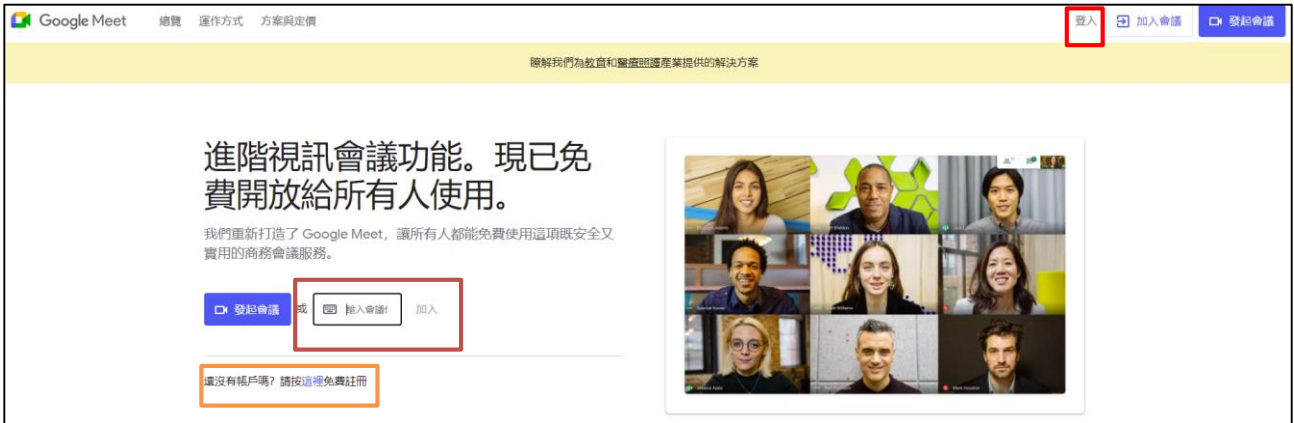 Google Meet 總覽 運作方式 方案與定價 登入 加入會議 發起會議
瞭解我們為教育和醫療照護產業提供的解決方案
進階視訊會議功能。現已免
費開放給所有人使用。
我們重新打造了 Google Meet，讓所有人都能免費使用這項既安全又
實用的商務會議服務。
發起會議 或 輸入會議 加入
還沒有帳戶嗎？請按這裡免費註冊
Mark Houston